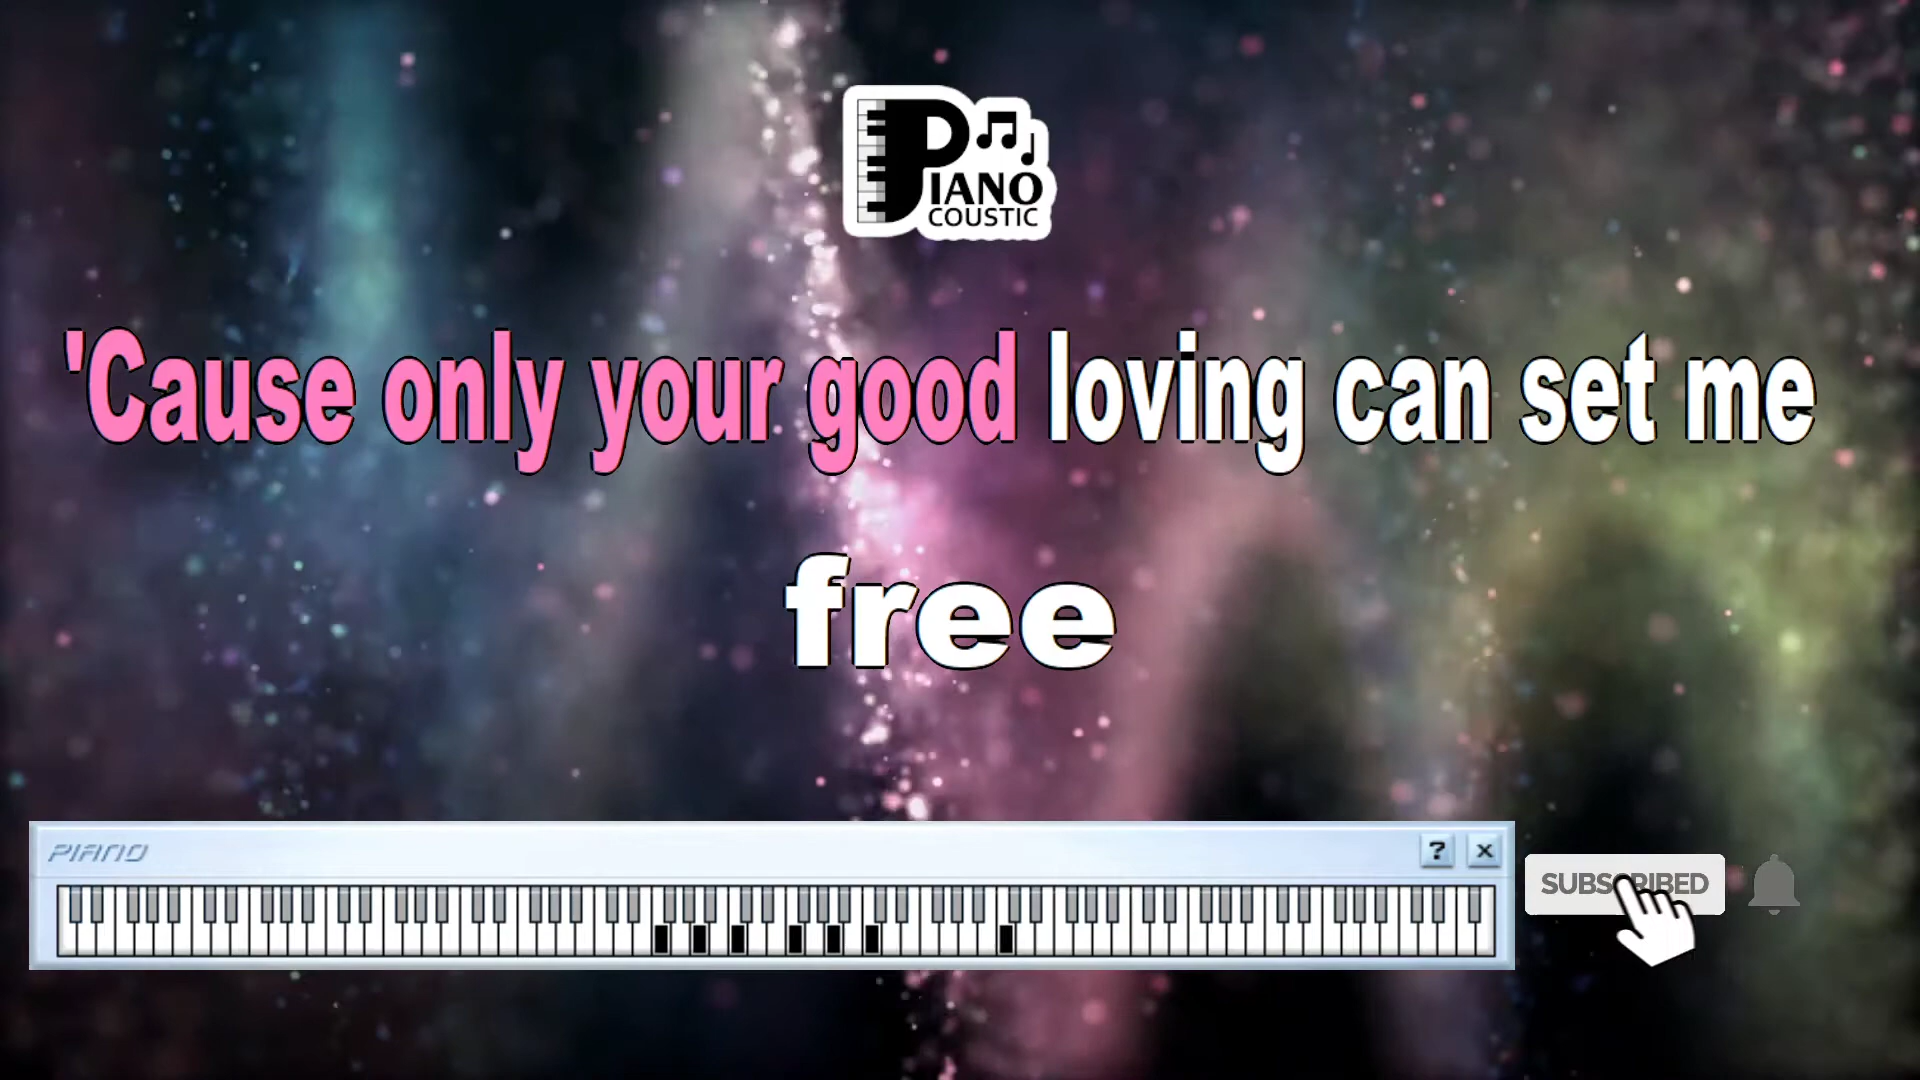 PIANO
COUSTIC
'Cause only your good loving can set me
free
PIANO
?
x
SUBSCRIBED